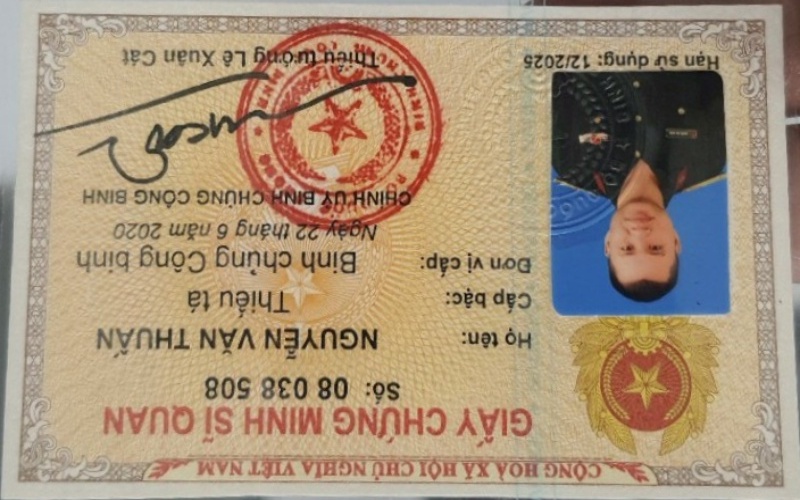 CỘNG HOÀ XÃ HỘI CHỦ NGHĨA VIỆT NAM
GIẤY CHỨNG MINH SĨ QUAN
Số: 08 038 508
Họ tên: NGUYỄN VĂN THUẤN
Cấp bậc: Thiếu tá
Đơn vị cấp: Binh chủng Công binh
Ngày 22 tháng 6 năm 2020
CHÍNH ỦY BINH CHỦNG CÔNG BINH
Hạn sử dụng: 12/2025
Thiếu tướng Lê Xuân Cát